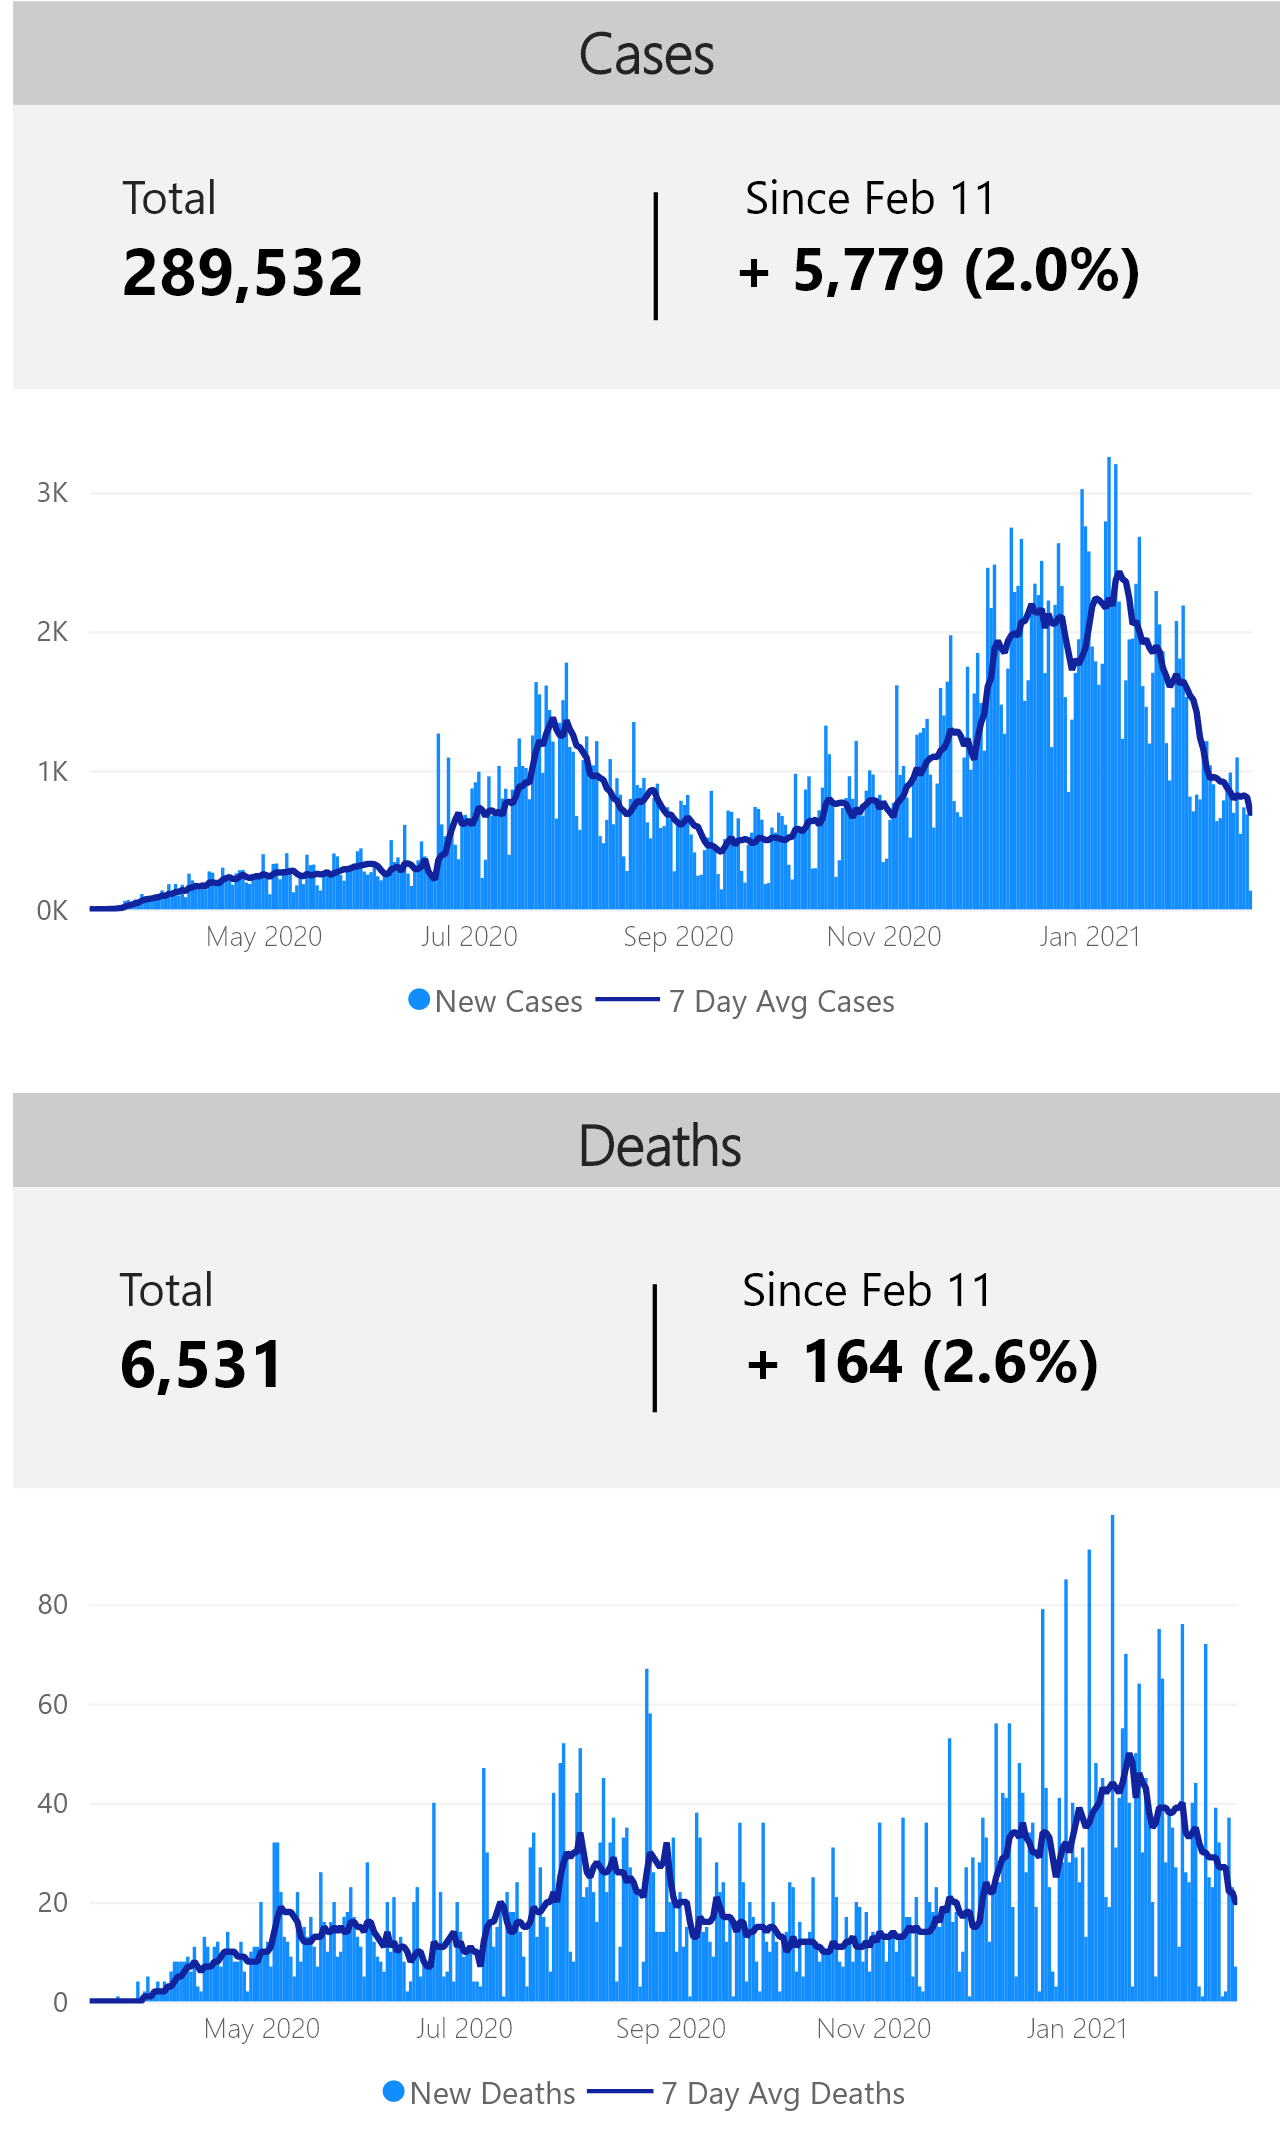 Cases
Total
Since Feb 11
289,532
+ 5,779 (2.0%)
3K
2K
1K
0K
May 2020
Jul 2020
Sep 2020
Nov 2020
Jan 2021
New Cases
7 Day Avg Cases
Deaths
Total
Since Feb 11
6,531
+ 164 (2.6%)
80
60
40
20
0
May 2020
Jul 2020
Sep 2020
Nov 2020
Jan 2021
New Deaths
7 Day Avg Deaths